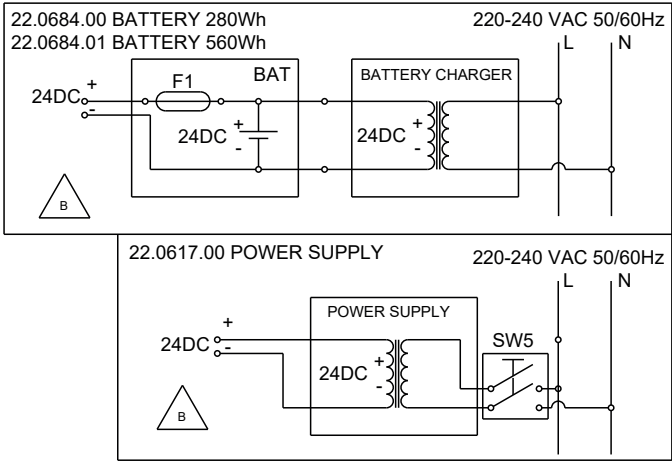 22.0684.00 BATTERY 280Wh
22.0684.01 BATTERY 560Wh
220-240 VAC 50/60Hz
L
N
F1
BAT
BATTERY CHARGER
+
24DC
-
24DC
+
-
24DC
+
-
B
22.0617.00 POWER SUPPLY
220-240 VAC 50/60Hz
L
N
POWER SUPPLY
SW5
+
24DC
-
24DC
+
-
B